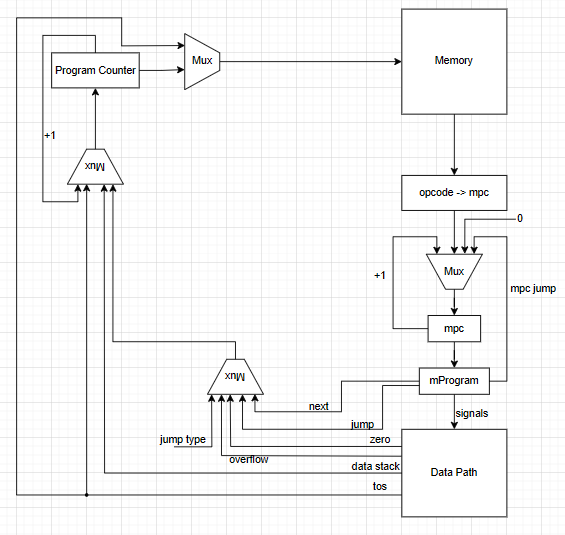 Mux
Memory
Program Counter
+1
Mux
opcode -> mpc
0
Mux
+1
mpc jump
mpc
Mux
mProgram
next
signals
jump
jump type
zero
overflow
data stack
Data Path
tos